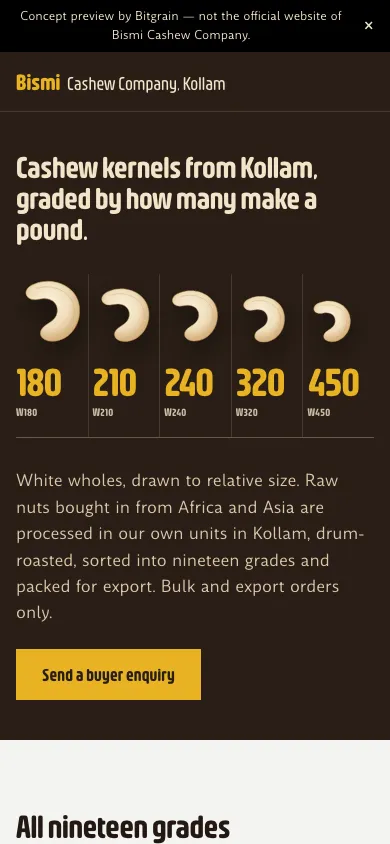 Concept preview by Bitgrain — not the official website of
Bismi Cashew Company.
×
Bismi Cashew Company, Kollam
Cashew kernels from Kollam,
graded by how many make a
pound.
180 210 240 320 450
W180 W210 W240 W320 W450
White wholes, drawn to relative size. Raw
nuts bought in from Africa and Asia are
processed in our own units in Kollam, drum-
roasted, sorted into nineteen grades and
packed for export. Bulk and export orders
only.
Send a buyer enquiry
All nineteen grades